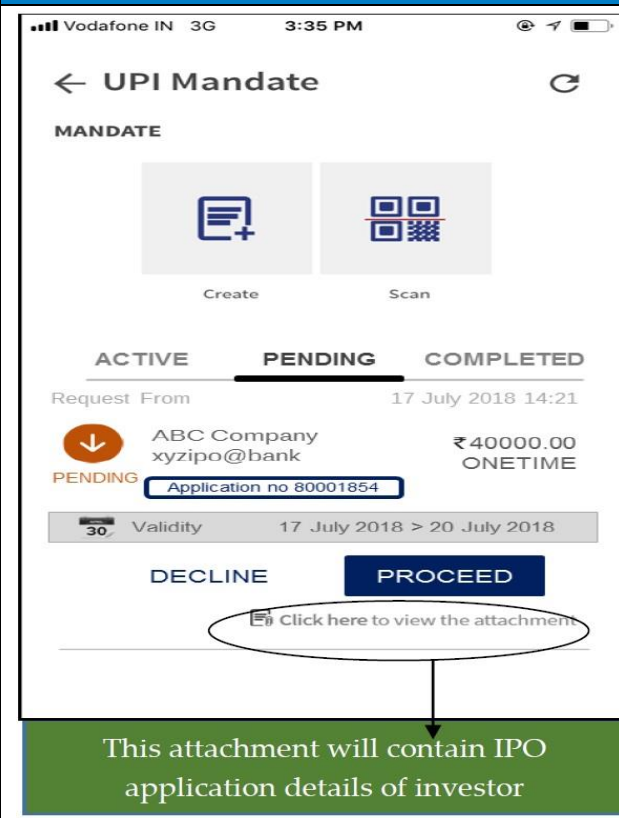 Vodafone IN 3G 3:35 PM
← UPI Mandate
MANDATE
Create Scan
ACTIVE PENDING COMPLETED
Request From 17 July 2018 14:21
ABC Company ₹40000.00
xyzipo@bank ONETIME
PENDING
Application no 80001854
30 Validity 17 July 2018 > 20 July 2018
DECLINE PROCEED
Click here to view the attachment
This attachment will contain IPO
application details of investor